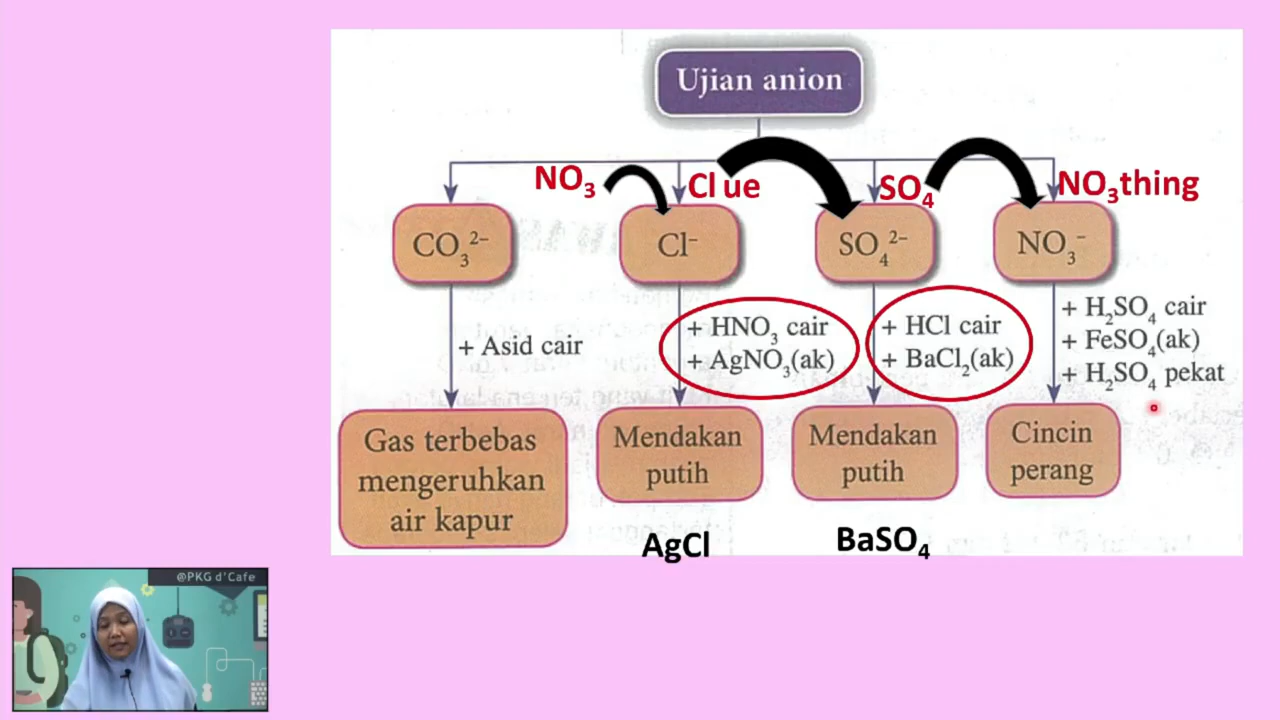 Ujian anion
NO₃ Cl ue SO₄ NO₃thing
CO₃²⁻ Cl⁻ SO₄²⁻ NO₃⁻
+ Asid cair
+ HNO₃ cair
+ AgNO₃(ak)
+ HCl cair
+ BaCl₂(ak)
+ H₂SO₄ cair
+ FeSO₄(ak)
+ H₂SO₄ pekat
Gas terbebas
mengeruhkan
air kapur
Mendakan
putih
Mendakan
putih
Cincin
perang
AgCl
BaSO₄
@PKG d'Cafe